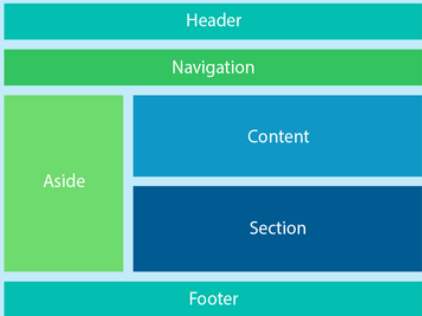 Header
Navigation
Aside
Content
Section
Footer